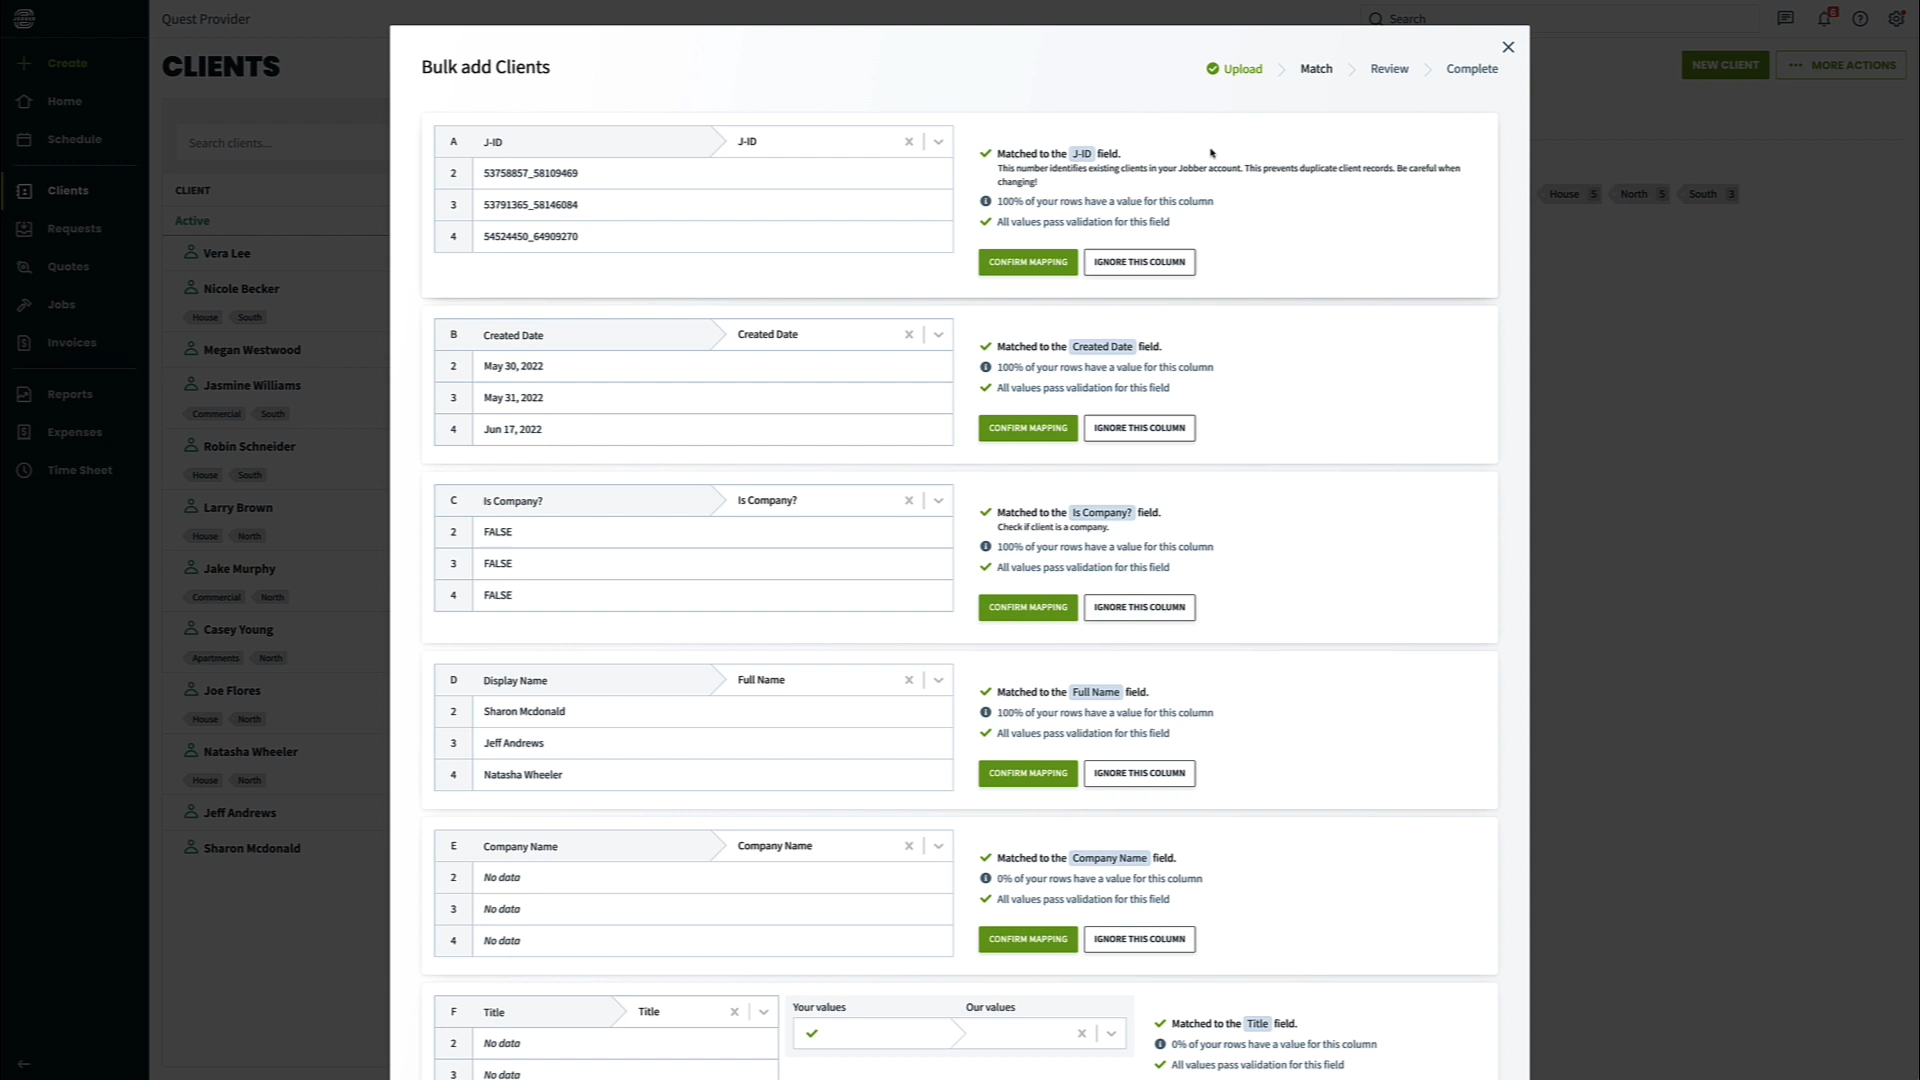 Quest Provider
Search
6
Create
Home
Schedule
Clients
Requests
Quotes
Jobs
Invoices
Reports
Expenses
Time Sheet
CLIENTS
NEW CLIENT
MORE ACTIONS
Search clients...
CLIENT
Active
Vera Lee
Nicole Becker
House South
Megan Westwood
Jasmine Williams
Commercial South
Robin Schneider
House South
Larry Brown
House North
Jake Murphy
Commercial North
Casey Young
Apartments North
Joe Flores
House North
Natasha Wheeler
House North
Jeff Andrews
Sharon Mcdonald
House 5 North 5 South 3
Bulk add Clients
Upload Match Review Complete
A J-ID J-ID
2 53758857_58109469
3 53791365_58146084
4 54524450_64909270
Matched to the J-ID field.
This number identifies existing clients in your Jobber account. This prevents duplicate client records. Be careful when
changing!
100% of your rows have a value for this column
All values pass validation for this field
CONFIRM MAPPING IGNORE THIS COLUMN
B Created Date Created Date
2 May 30, 2022
3 May 31, 2022
4 Jun 17, 2022
Matched to the Created Date field.
100% of your rows have a value for this column
All values pass validation for this field
CONFIRM MAPPING IGNORE THIS COLUMN
C Is Company? Is Company?
2 FALSE
3 FALSE
4 FALSE
Matched to the Is Company? field.
Check if client is a company.
100% of your rows have a value for this column
All values pass validation for this field
CONFIRM MAPPING IGNORE THIS COLUMN
D Display Name Full Name
2 Sharon Mcdonald
3 Jeff Andrews
4 Natasha Wheeler
Matched to the Full Name field.
100% of your rows have a value for this column
All values pass validation for this field
CONFIRM MAPPING IGNORE THIS COLUMN
E Company Name Company Name
2 No data
3 No data
4 No data
Matched to the Company Name field.
0% of your rows have a value for this column
All values pass validation for this field
CONFIRM MAPPING IGNORE THIS COLUMN
F Title Title
2 No data
3 No data
Your values Our values
Matched to the Title field.
0% of your rows have a value for this column
All values pass validation for this field